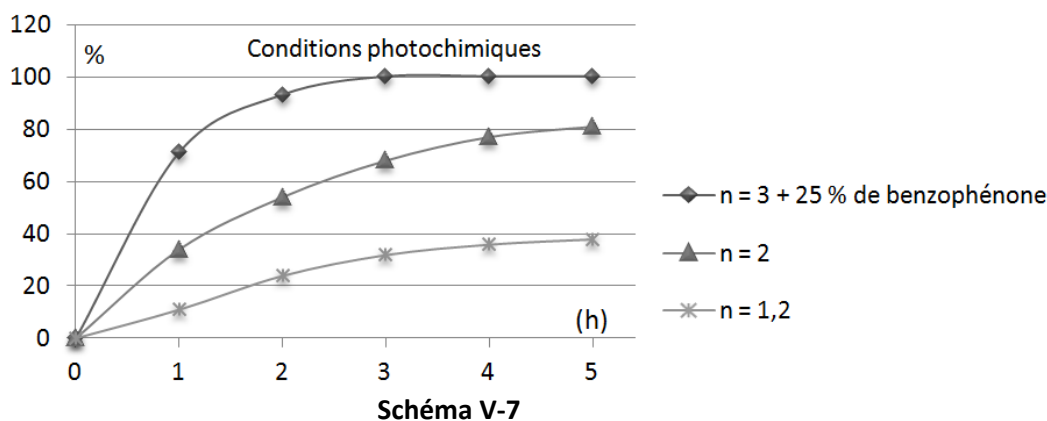 120
%
Conditions photochimiques
100
80
60
40
20
0
(h)
0 1 2 3 4 5
n = 3 + 25 % de benzophénone
n = 2
n = 1,2
Schéma V-7